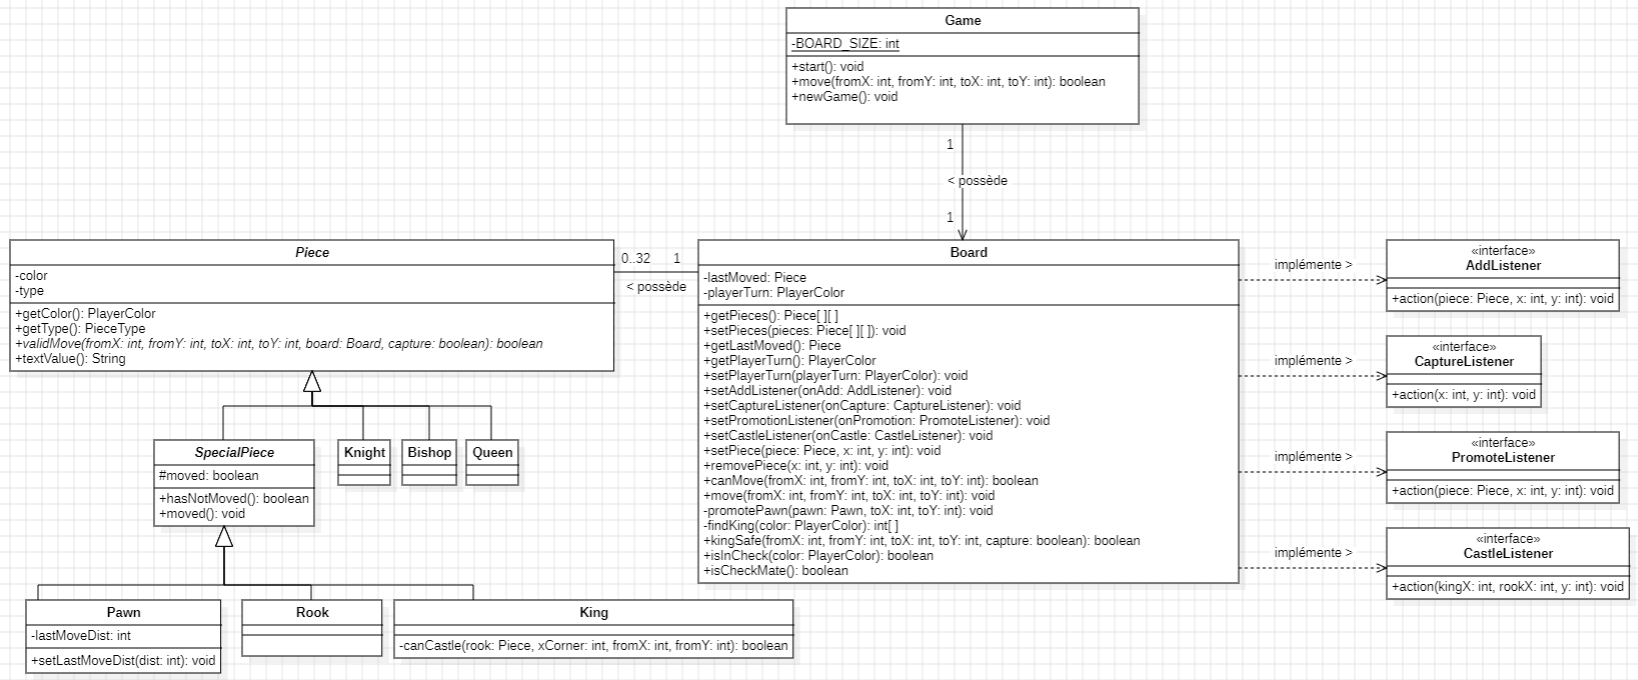 Game
-BOARD_SIZE: int
+start(): void
+move(fromX: int, fromY: int, toX: int, toY: int): boolean
+newGame(): void
1
< possède
1
Piece
-color
-type
+getColor(): PlayerColor
+getType(): PieceType
+validMove(fromX: int, fromY: int, toX: int, toY: int, board: Board, capture: boolean): boolean
+textValue(): String
0..32
1
< possède
Board
-lastMoved: Piece
-playerTurn: PlayerColor
+getPieces(): Piece[ ][ ]
+setPieces(pieces: Piece[ ][ ]): void
+getLastMoved(): Piece
+getPlayerTurn(): PlayerColor
+setPlayerTurn(playerTurn: PlayerColor): void
+setAddListener(onAdd: AddListener): void
+setCaptureListener(onCapture: CaptureListener): void
+setPromotionListener(onPromotion: PromoteListener): void
+setCastleListener(onCastle: CastleListener): void
+setPiece(piece: Piece, x: int, y: int): void
+removePiece(x: int, y: int): void
+canMove(fromX: int, fromY: int, toX: int, toY: int): boolean
+move(fromX: int, fromY: int, toX: int, toY: int): void
-promotePawn(pawn: Pawn, toX: int, toY: int): void
-findKing(color: PlayerColor): int[ ]
+kingSafe(fromX: int, fromY: int, toX: int, toY: int, capture: boolean): boolean
+isInCheck(color: PlayerColor): boolean
+isCheckMate(): boolean
implémente >
«interface»
AddListener
+action(piece: Piece, x: int, y: int): void
implémente >
«interface»
CaptureListener
+action(x: int, y: int): void
implémente >
«interface»
PromoteListener
+action(piece: Piece, x: int, y: int): void
implémente >
«interface»
CastleListener
+action(kingX: int, rookX: int, y: int): void
SpecialPiece
#moved: boolean
+hasNotMoved(): boolean
+moved(): void
Knight
Bishop
Queen
Pawn
-lastMoveDist: int
+setLastMoveDist(dist: int): void
Rook
King
-canCastle(rook: Piece, xCorner: int, fromX: int, fromY: int): boolean